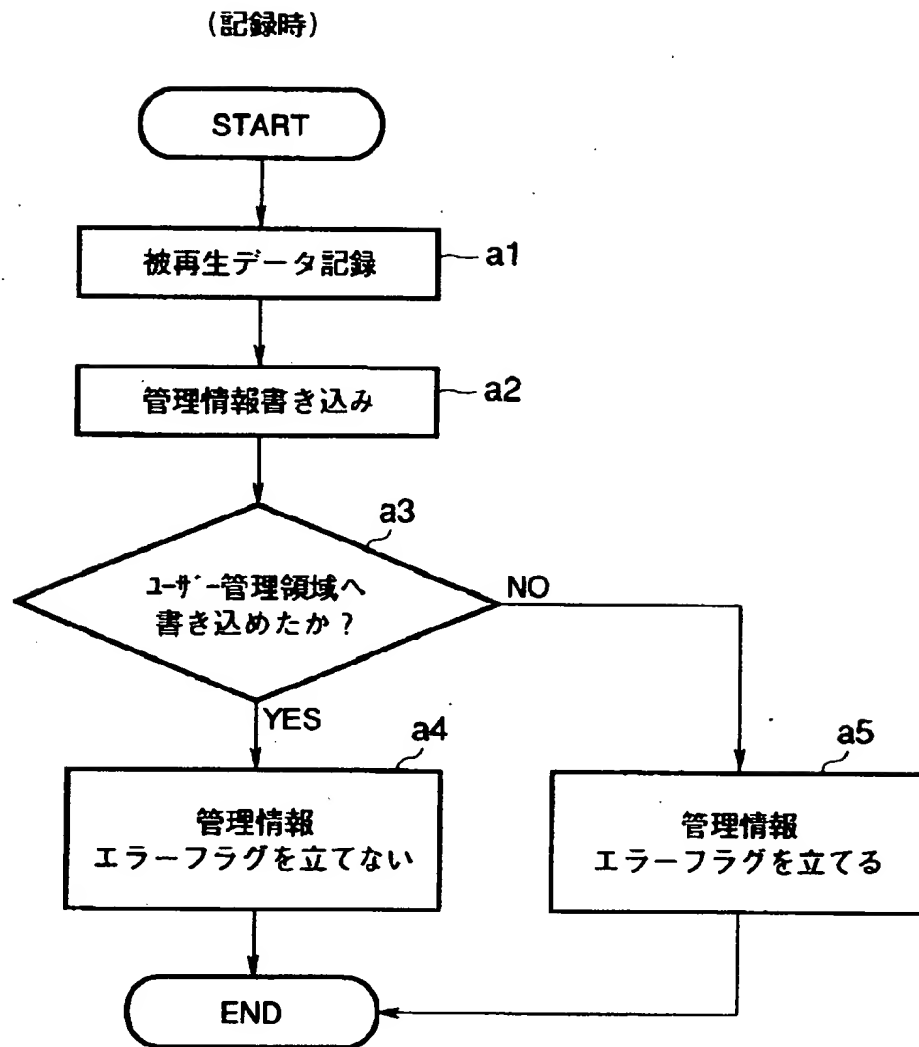 (記録時)
START
被再生データ記録
a1
管理情報書き込み
a2
a3
ユーザー管理領域へ
書き込めたか?
NO
YES
a4
管理情報
エラーフラグを立てない
a5
管理情報
エラーフラグを立てる
END